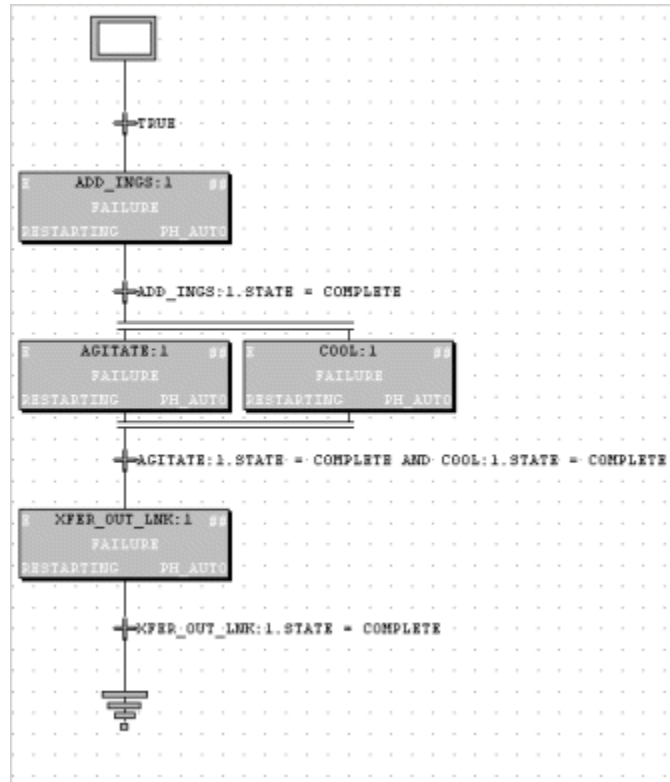 TRUE
ADD_INGS:1 ##
FAILURE
RESTARTING PH_AUTO
ADD_INGS:1.STATE = COMPLETE
AGITATE:1 ## COOL:1 ##
FAILURE FAILURE
RESTARTING PH_AUTO RESTARTING PH_AUTO
AGITATE:1.STATE = COMPLETE AND COOL:1.STATE = COMPLETE
XFER_OUT_LNK:1 ##
FAILURE
RESTARTING PH_AUTO
XFER_OUT_LNK:1.STATE = COMPLETE